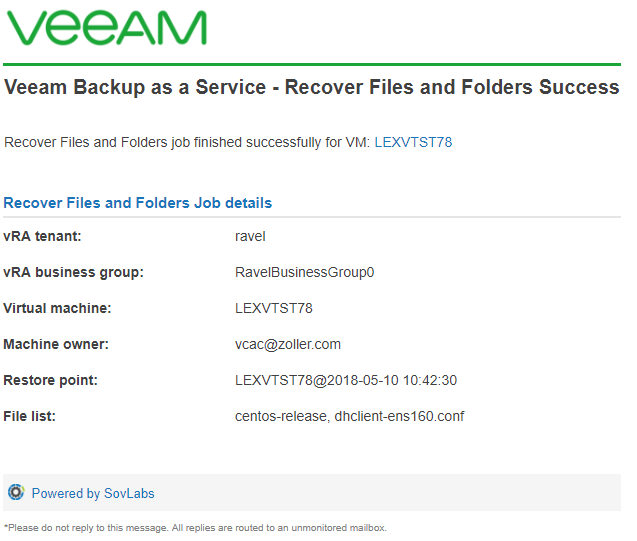 veeAM
Veeam Backup as a Service - Recover Files and Folders Success
Recover Files and Folders job finished successfully for VM: LEXVTST78
Recover Files and Folders Job details
vRA tenant: ravel
vRA business group: RavelBusinessGroup0
Virtual machine: LEXVTST78
Machine owner: vcac@zoller.com
Restore point: LEXVTST78@2018-05-10 10:42:30
File list: centos-release, dhclient-ens160.conf
Powered by SovLabs
*Please do not reply to this message. All replies are routed to an unmonitored mailbox.